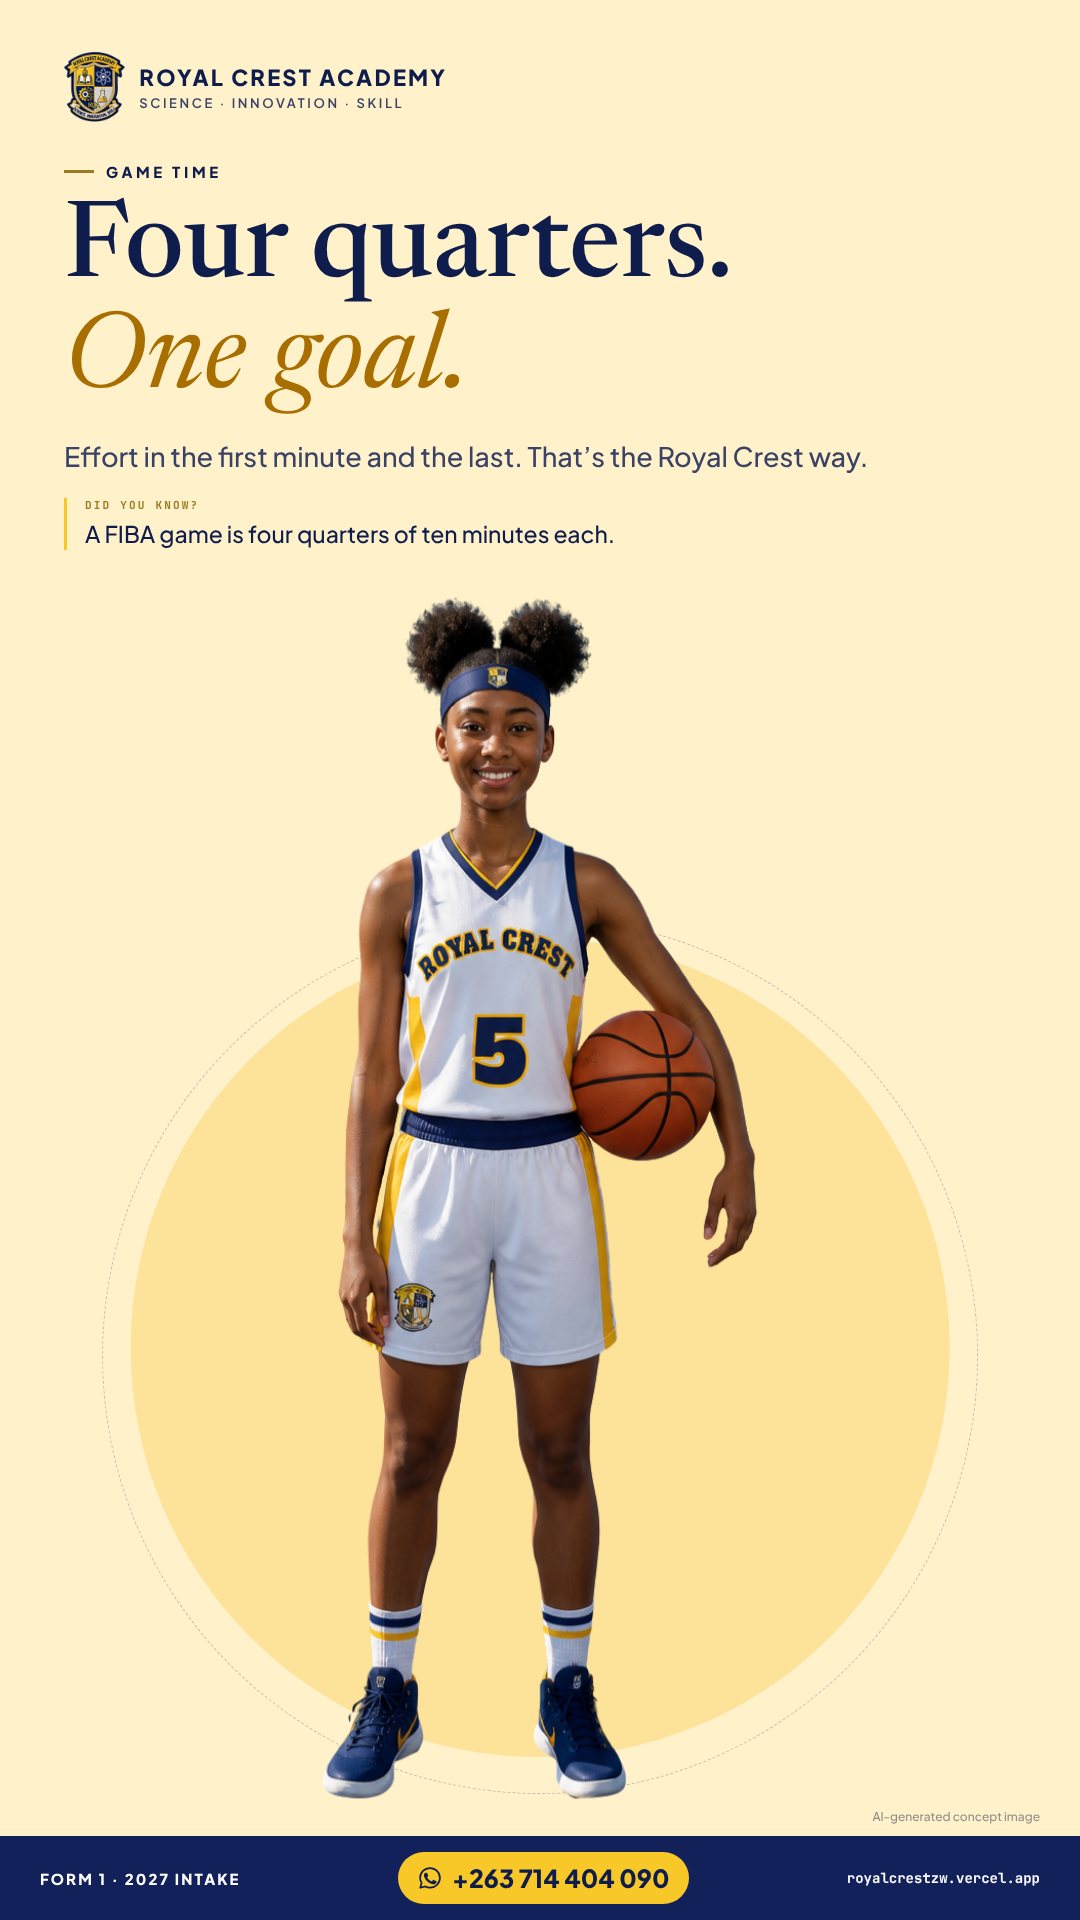 ROYAL CREST ACADEMY
SCIENCE · INNOVATION · SKILL
GAME TIME
Four quarters.
One goal.
Effort in the first minute and the last. That’s the Royal Crest way.
DID YOU KNOW?
A FIBA game is four quarters of ten minutes each.
ROYAL CREST
5
AI-generated concept image
FORM 1 · 2027 INTAKE
+263 714 404 090
royalcrestzw.vercel.app